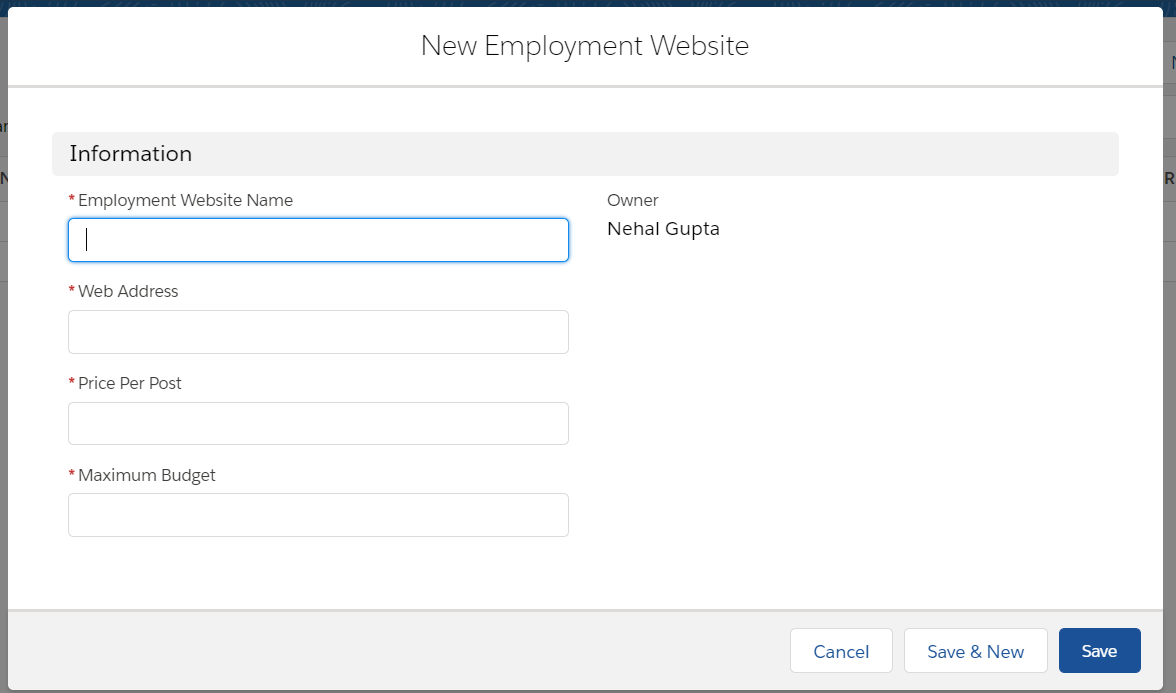 New Employment Website
Information
* Employment Website Name
Owner
Nehal Gupta
* Web Address
* Price Per Post
* Maximum Budget
Cancel
Save & New
Save